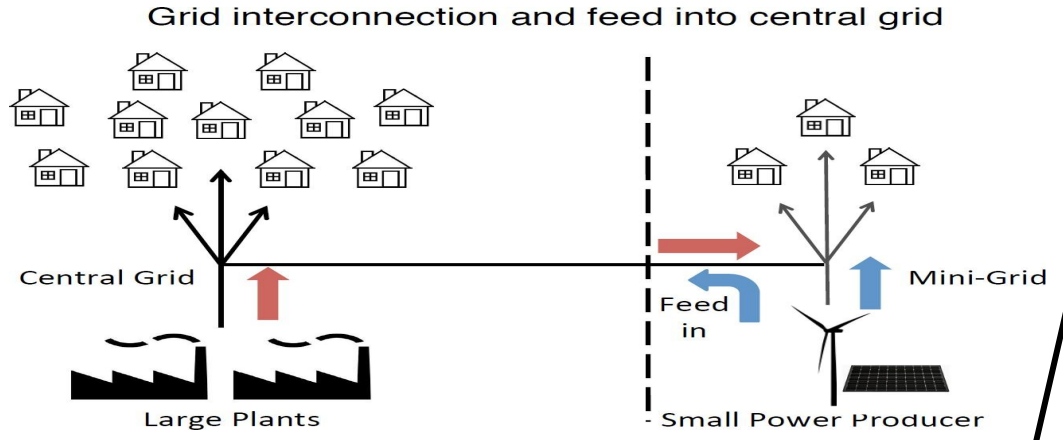 Grid interconnection and feed into central grid
Central Grid
Feed
in
Mini-Grid
Large Plants
Small Power Producer